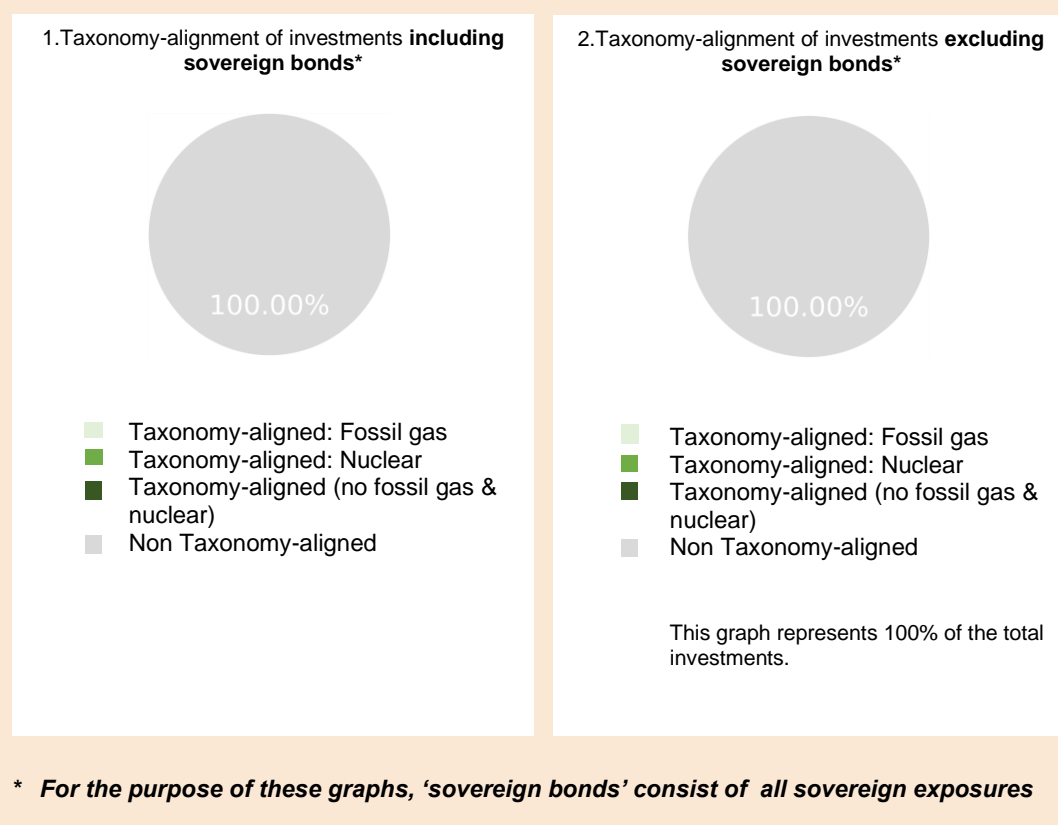 1.Taxonomy-alignment of investments including
sovereign bonds*
100.00%
Taxonomy-aligned: Fossil gas
Taxonomy-aligned: Nuclear
Taxonomy-aligned (no fossil gas &
nuclear)
Non Taxonomy-aligned
2.Taxonomy-alignment of investments excluding
sovereign bonds*
100.00%
Taxonomy-aligned: Fossil gas
Taxonomy-aligned: Nuclear
Taxonomy-aligned (no fossil gas &
nuclear)
Non Taxonomy-aligned
This graph represents 100% of the total
investments.
* For the purpose of these graphs, ‘sovereign bonds’ consist of all sovereign exposures